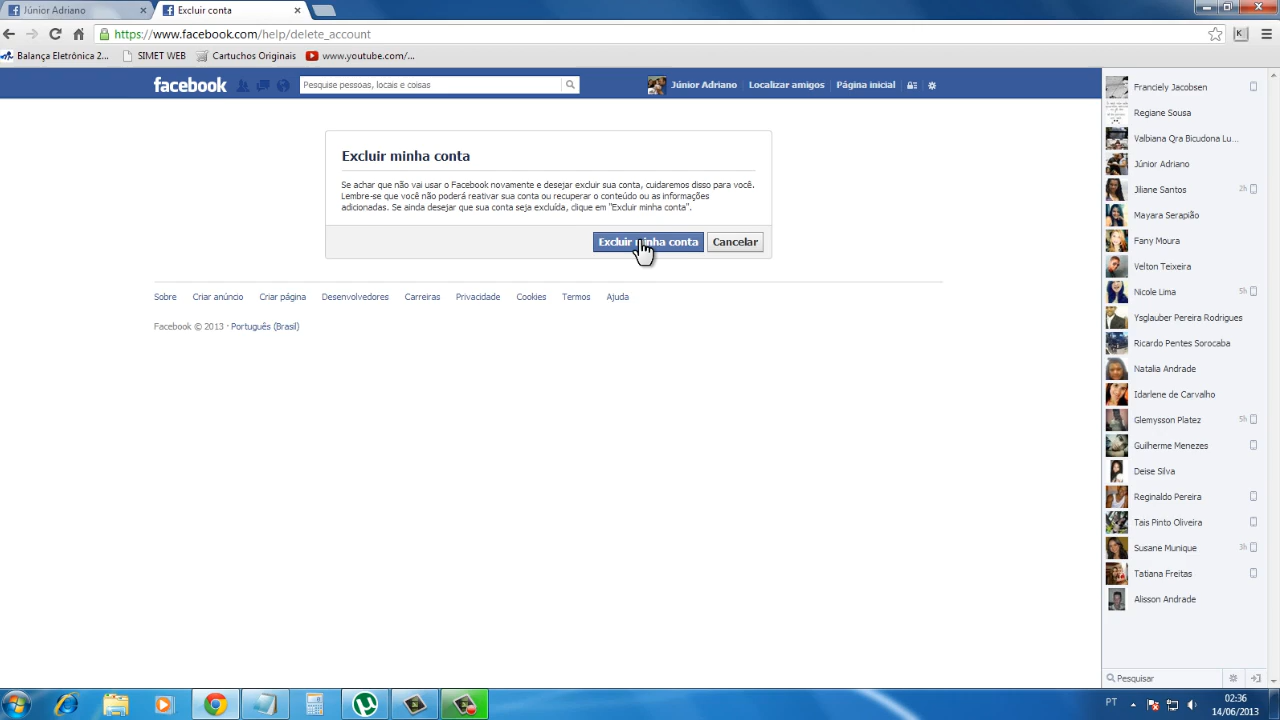 Júnior Adriano
Excluir conta
https://www.facebook.com/help/delete_account
Balança Eletrônica 2...
SIMET WEB
Cartuchos Originais
www.youtube.com/...
facebook
Pesquise pessoas, locais e coisas
Júnior Adriano
Localizar amigos
Página inicial
Excluir minha conta
Se achar que não vai usar o Facebook novamente e desejar excluir sua conta, cuidaremos disso para você.
Lembre-se que você não poderá reativar sua conta ou recuperar o conteúdo ou as informações
adicionadas. Se ainda desejar que sua conta seja excluída, clique em "Excluir minha conta".
Excluir minha conta
Cancelar
Sobre
Criar anúncio
Criar página
Desenvolvedores
Carreiras
Privacidade
Cookies
Termos
Ajuda
Facebook © 2013 · Português (Brasil)
Franciely Jacobsen
Regiane Sousa
Valbiana Qra Bicudona Lu...
Júnior Adriano
Jiliane Santos 2h
Mayara Serapião
Fany Moura
Velton Teixeira
Nicole Lima 5h
Ysglauber Pereira Rodrigues
Ricardo Pentes Sorocaba
Natalia Andrade
Idarlene de Carvalho
Glemysson Platez 5h
Guilherme Menezes
Deise Silva
Reginaldo Pereira
Tais Pinto Oliveira
Susane Munique 3h
Tatiana Freitas
Alisson Andrade
Pesquisar
PT
02:36
14/06/2013